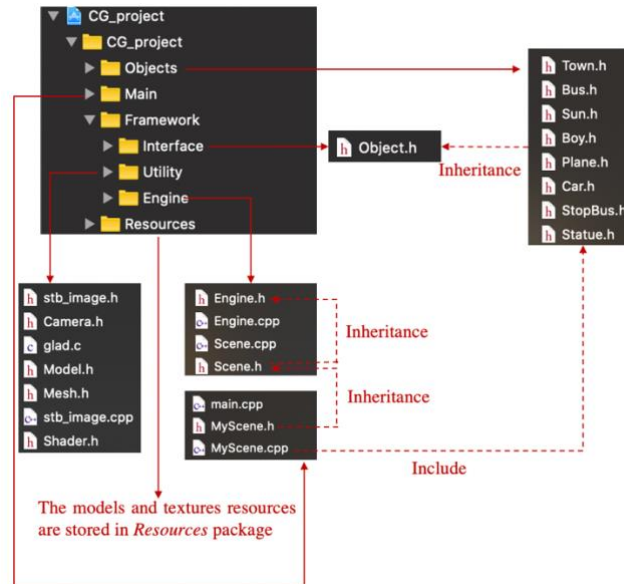 CG_project
CG_project
Objects
Main
Framework
Interface
Utility
Engine
Resources
Object.h
Inheritance
Town.h
Bus.h
Sun.h
Boy.h
Plane.h
Car.h
StopBus.h
Statue.h
stb_image.h
Camera.h
glad.c
Model.h
Mesh.h
stb_image.cpp
Shader.h
Engine.h
Engine.cpp
Scene.cpp
Scene.h
Inheritance
Inheritance
main.cpp
MyScene.h
MyScene.cpp
Include
The models and textures resources
are stored in Resources package